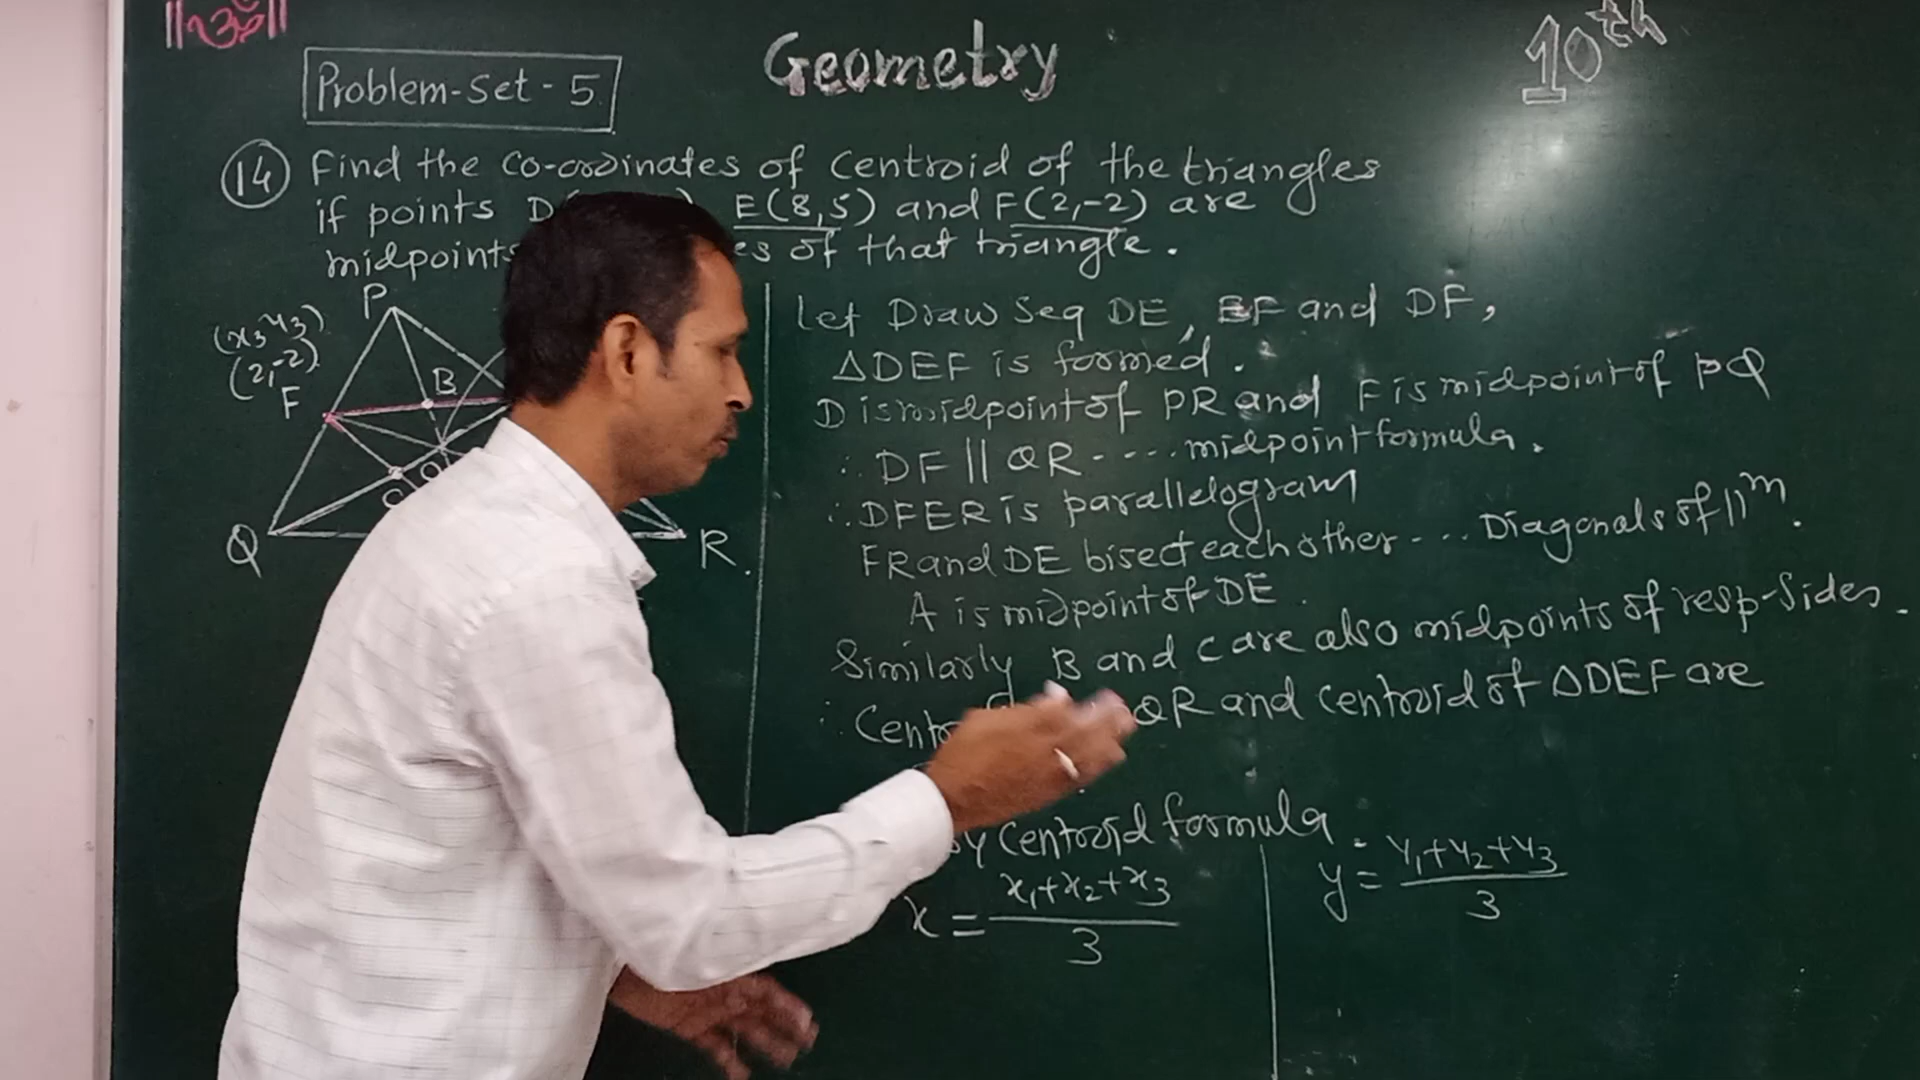 ||ॐ||
Geometry
10th
Problem-Set-5.
(14) Find the co-ordinates of centroid of the triangles
if points D( E(8,5) and F(2,-2) are
midpoints of that triangle.
P
(x3 y3)
(2,-2)
F
B
Q
R.
Let Draw seg DE, EF and DF,
△DEF is formed.
D is midpoint of PR and F is midpoint of PQ
∴ DF || QR ---- midpoint formula.
∴ DFER is parallelogram
FR and DE bisect each other --- Diagonals of ||m.
A is midpoint of DE.
Similarly B and C are also midpoints of resp-sides.
QR and centroid of △DEF are
by centroid formula
x = x1+x2+x3 / 3
y = y1+y2+y3 / 3